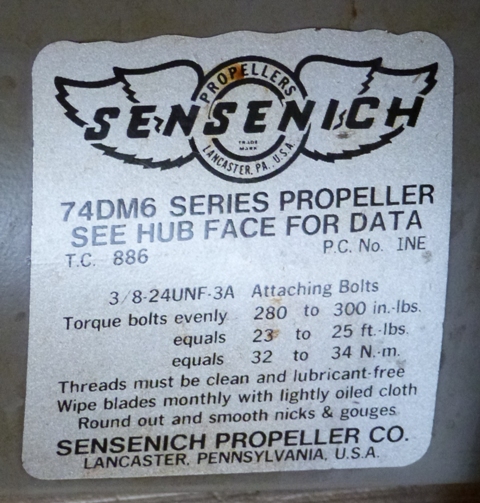 PROPELLERS
SENSENICH
TRADE
MARK
LANCASTER, PA., U.S.A.
74DM6 SERIES PROPELLER
SEE HUB FACE FOR DATA
T.C. 886 P.C. No. INE
3/8-24UNF-3A Attaching Bolts
Torque bolts evenly 280 to 300 in.-lbs.
equals 23 to 25 ft.-lbs.
equals 32 to 34 N.-m.
Threads must be clean and lubricant-free
Wipe blades monthly with lightly oiled cloth
Round out and smooth nicks & gouges
SENSENICH PROPELLER CO.
LANCASTER, PENNSYLVANIA, U.S.A.